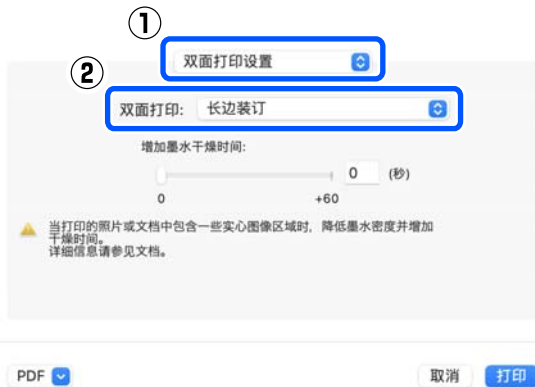 ①
双面打印设置
②
双面打印: 长边装订
增加墨水干燥时间:
0 (秒)
0 +60
当打印的照片或文档中包含一些实心图像区域时, 降低墨水密度并增加
干燥时间。
详细信息请参见文档。
PDF 取消 打印